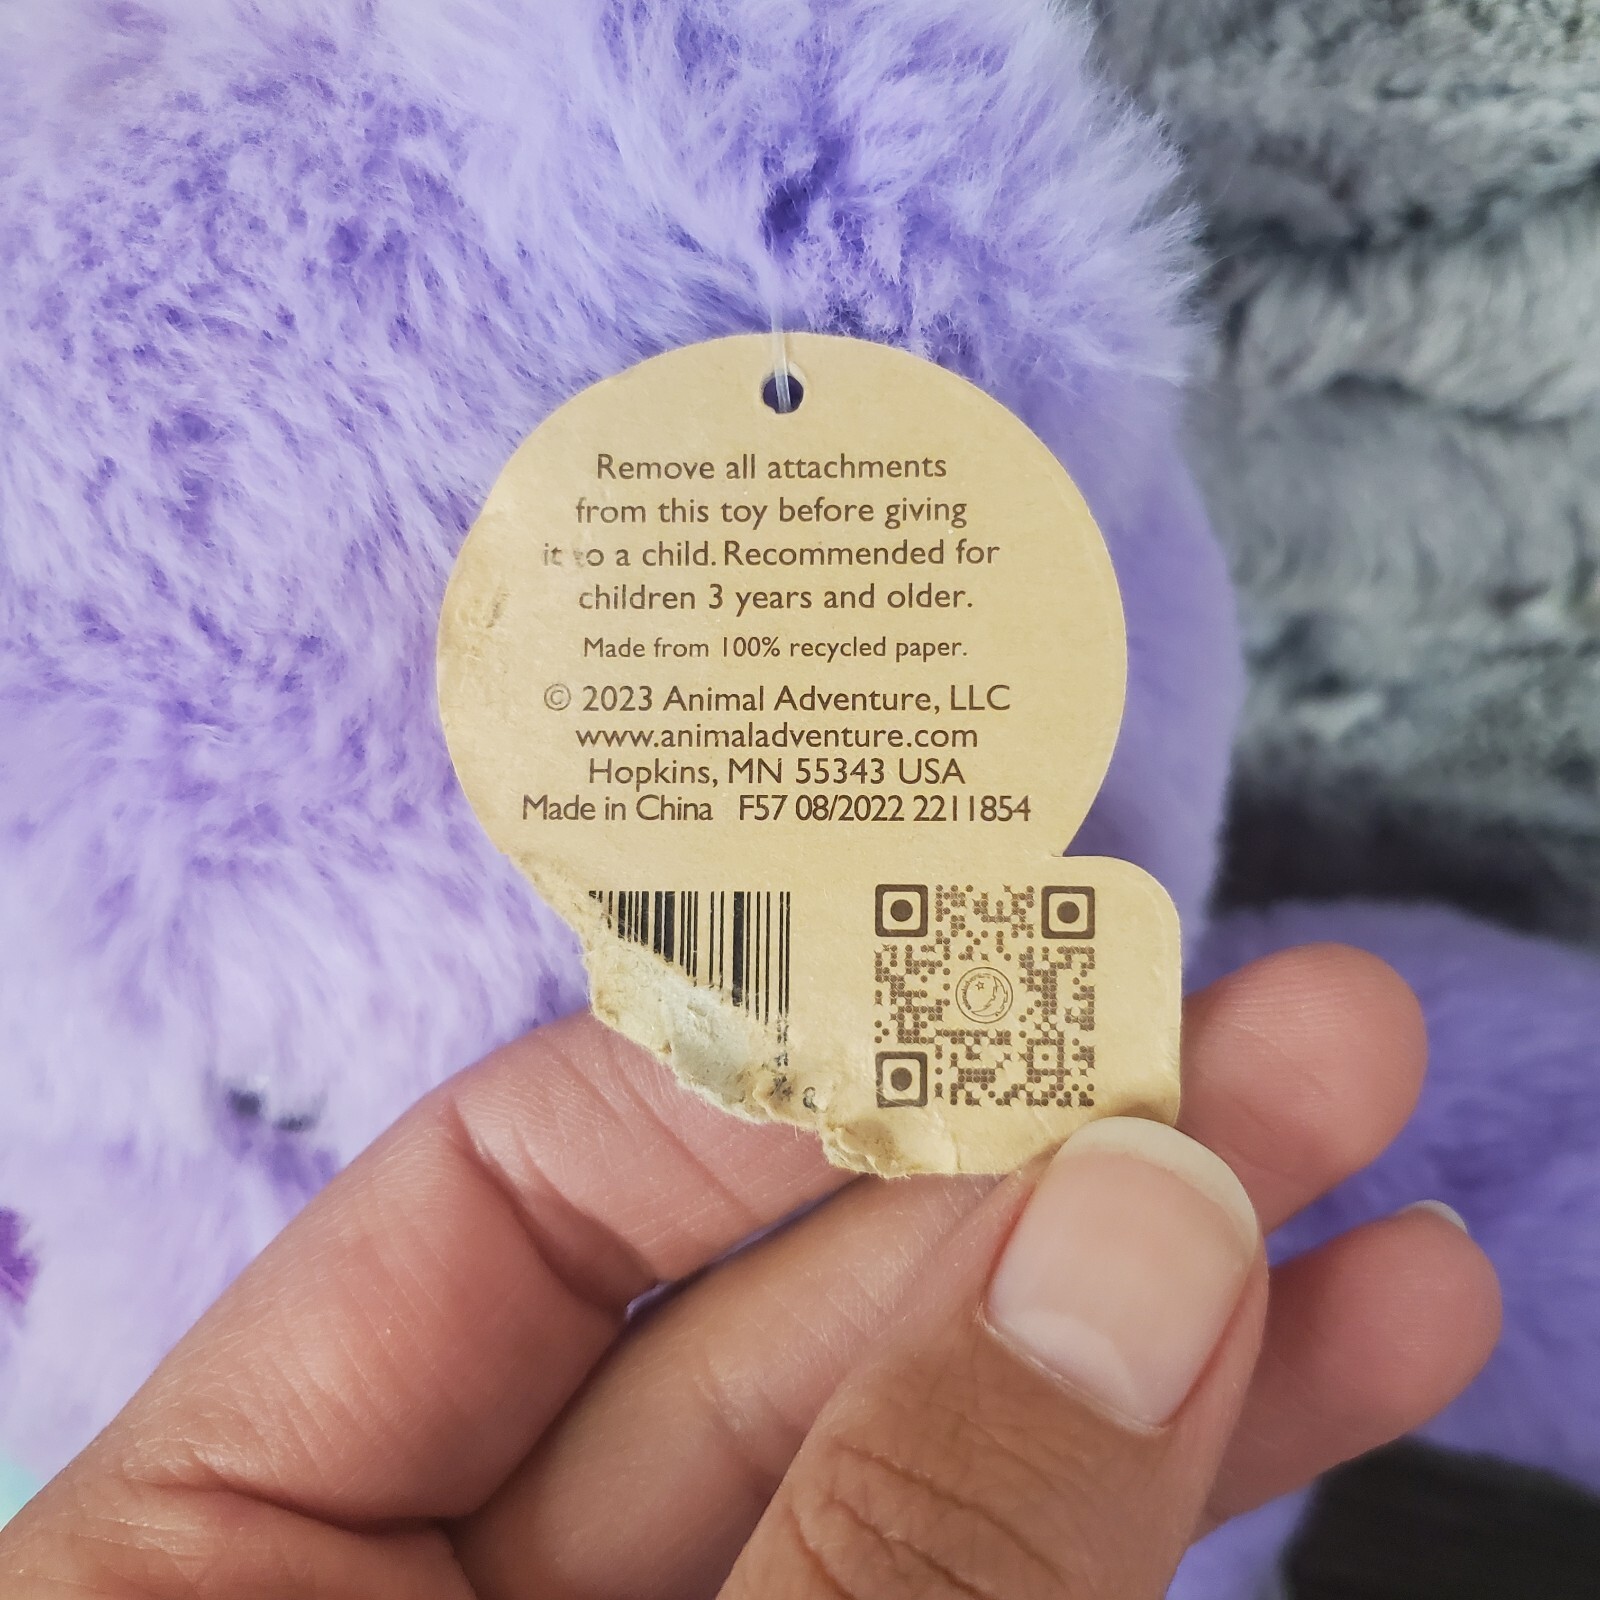 Remove all attachments
from this toy before giving
it to a child. Recommended for
children 3 years and older.
Made from 100% recycled paper.
© 2023 Animal Adventure, LLC
www.animaladventure.com
Hopkins, MN 55343 USA
Made in China F57 08/2022 2211854